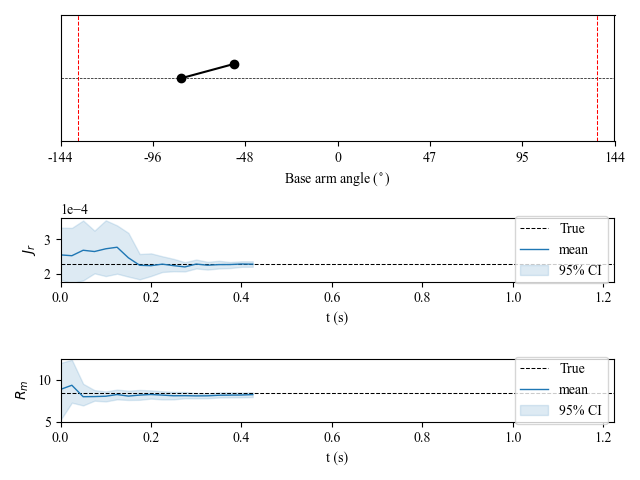 -144 -96 -48 0 47 95 144
Base arm angle (°)
1e−4
3
2
J_r
True
mean
95% CI
0.0 0.2 0.4 0.6 0.8 1.0 1.2
t (s)
10
5
R_m
True
mean
95% CI
0.0 0.2 0.4 0.6 0.8 1.0 1.2
t (s)